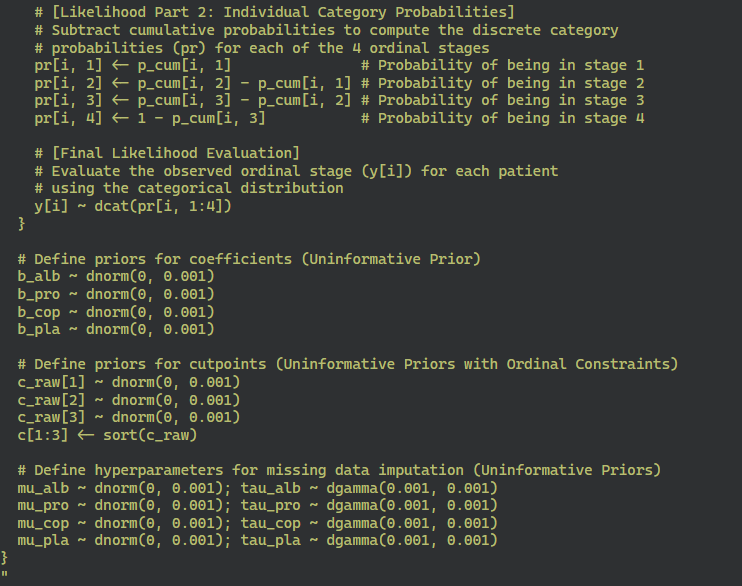 # [Likelihood Part 2: Individual Category Probabilities]
# Subtract cumulative probabilities to compute the discrete category
# probabilities (pr) for each of the 4 ordinal stages
pr[i, 1] <- p_cum[i, 1]               # Probability of being in stage 1
pr[i, 2] <- p_cum[i, 2] - p_cum[i, 1] # Probability of being in stage 2
pr[i, 3] <- p_cum[i, 3] - p_cum[i, 2] # Probability of being in stage 3
pr[i, 4] <- 1 - p_cum[i, 3]           # Probability of being in stage 4
# [Final Likelihood Evaluation]
# Evaluate the observed ordinal stage (y[i]) for each patient
# using the categorical distribution
y[i] ~ dcat(pr[i, 1:4])
}
# Define priors for coefficients (Uninformative Prior)
b_alb ~ dnorm(0, 0.001)
b_pro ~ dnorm(0, 0.001)
b_cop ~ dnorm(0, 0.001)
b_pla ~ dnorm(0, 0.001)
# Define priors for cutpoints (Uninformative Priors with Ordinal Constraints)
c_raw[1] ~ dnorm(0, 0.001)
c_raw[2] ~ dnorm(0, 0.001)
c_raw[3] ~ dnorm(0, 0.001)
c[1:3] <- sort(c_raw)
# Define hyperparameters for missing data imputation (Uninformative Priors)
mu_alb ~ dnorm(0, 0.001); tau_alb ~ dgamma(0.001, 0.001)
mu_pro ~ dnorm(0, 0.001); tau_pro ~ dgamma(0.001, 0.001)
mu_cop ~ dnorm(0, 0.001); tau_cop ~ dgamma(0.001, 0.001)
mu_pla ~ dnorm(0, 0.001); tau_pla ~ dgamma(0.001, 0.001)
}
"